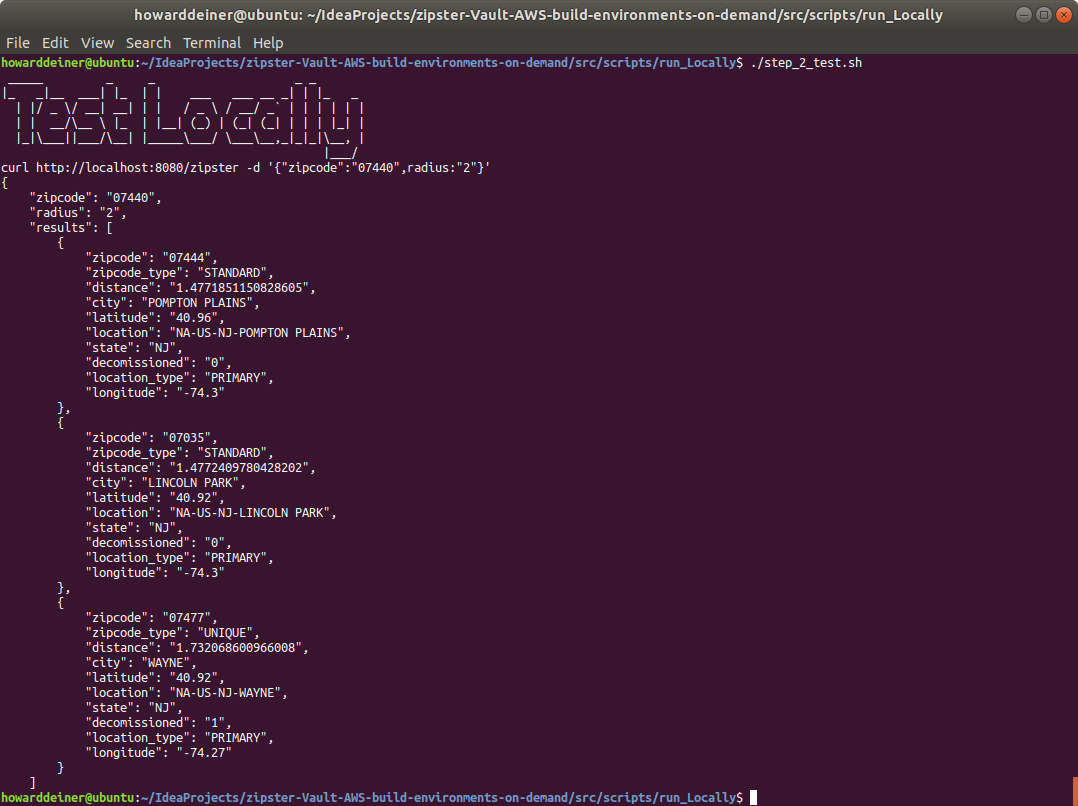 howarddeiner@ubuntu: ~/IdeaProjects/zipster-Vault-AWS-build-environments-on-demand/src/scripts/run_Locally
File Edit View Search Terminal Help
howarddeiner@ubuntu:~/IdeaProjects/zipster-Vault-AWS-build-environments-on-demand/src/scripts/run_Locally$ ./step_2_test.sh
Test Locally
curl http://localhost:8080/zipster -d '{"zipcode":"07440",radius:"2"}'
{
    "zipcode": "07440",
    "radius": "2",
    "results": [
        {
            "zipcode": "07444",
            "zipcode_type": "STANDARD",
            "distance": "1.4771851150828605",
            "city": "POMPTON PLAINS",
            "latitude": "40.96",
            "location": "NA-US-NJ-POMPTON PLAINS",
            "state": "NJ",
            "decomissioned": "0",
            "location_type": "PRIMARY",
            "longitude": "-74.3"
        },
        {
            "zipcode": "07035",
            "zipcode_type": "STANDARD",
            "distance": "1.4772409780428202",
            "city": "LINCOLN PARK",
            "latitude": "40.92",
            "location": "NA-US-NJ-LINCOLN PARK",
            "state": "NJ",
            "decomissioned": "0",
            "location_type": "PRIMARY",
            "longitude": "-74.3"
        },
        {
            "zipcode": "07477",
            "zipcode_type": "UNIQUE",
            "distance": "1.732068600966008",
            "city": "WAYNE",
            "latitude": "40.92",
            "location": "NA-US-NJ-WAYNE",
            "state": "NJ",
            "decomissioned": "1",
            "location_type": "PRIMARY",
            "longitude": "-74.27"
        }
    ]
howarddeiner@ubuntu:~/IdeaProjects/zipster-Vault-AWS-build-environments-on-demand/src/scripts/run_Locally$